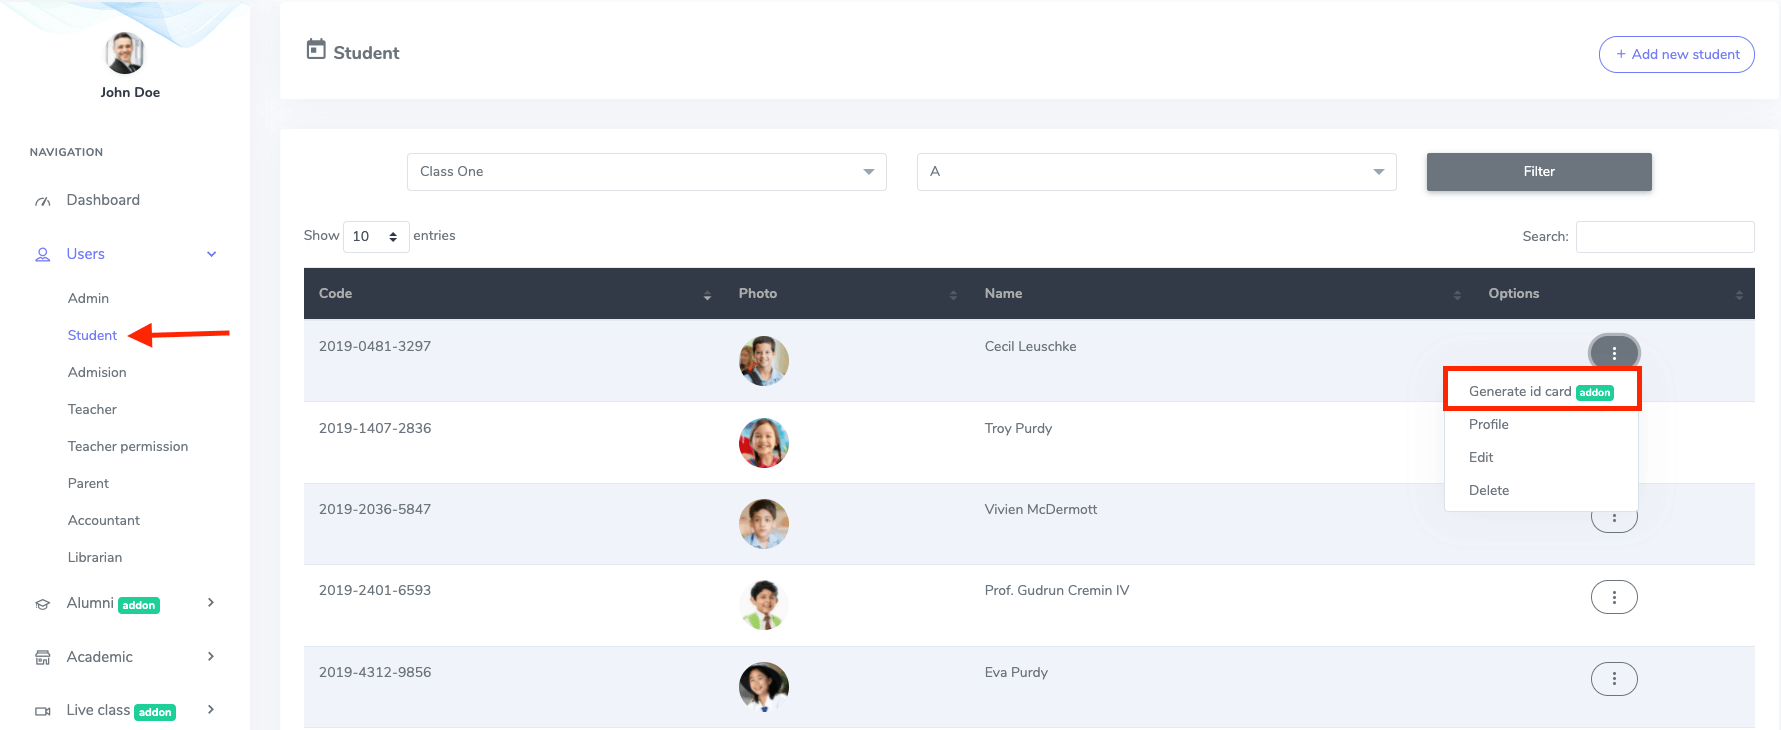 John Doe
NAVIGATION
Dashboard
Users
Admin
Student
Admision
Teacher
Teacher permission
Parent
Accountant
Librarian
Alumni addon
Academic
Live class addon
Student
+ Add new student
Class One
A
Filter
Show 10 entries
Search:
Code Photo Name Options
2019-0481-3297 Cecil Leuschke
Generate id card addon
Profile
Edit
Delete
2019-1407-2836 Troy Purdy
2019-2036-5847 Vivien McDermott
2019-2401-6593 Prof. Gudrun Cremin IV
2019-4312-9856 Eva Purdy